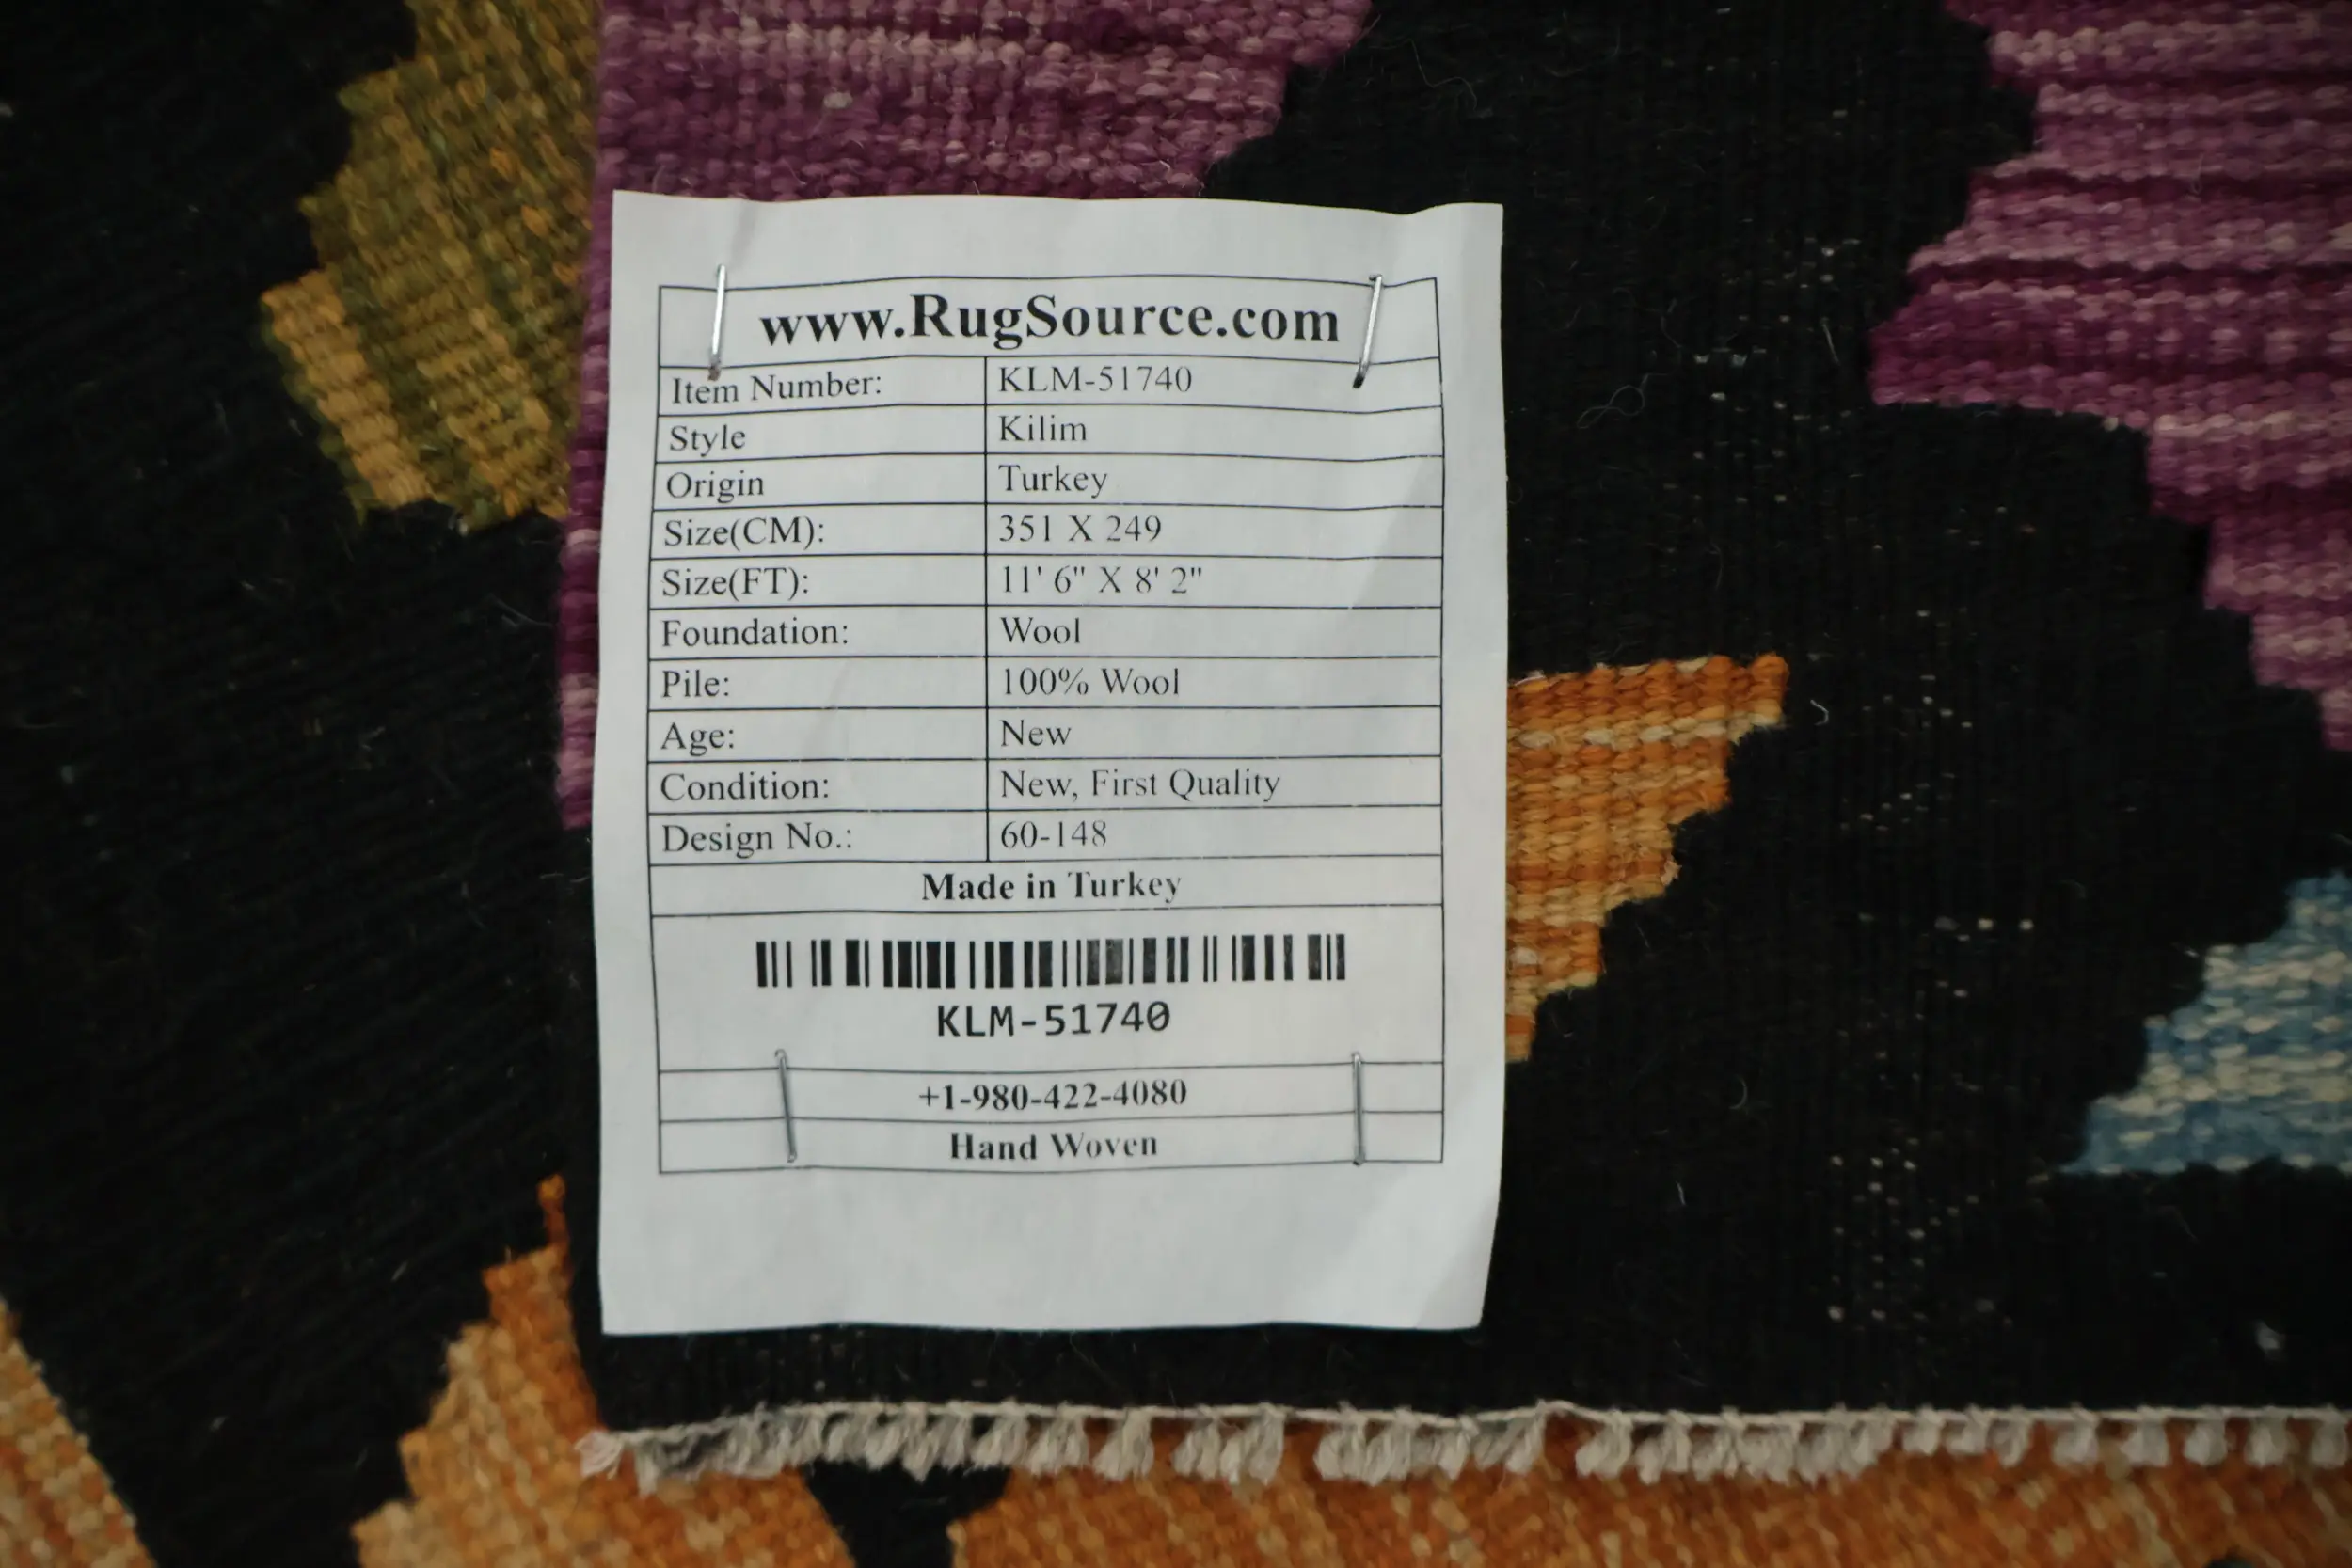 www.RugSource.com
Item Number: KLM-51740
Style Kilim
Origin Turkey
Size(CM): 351 X 249
Size(FT): 11' 6" X 8' 2"
Foundation: Wool
Pile: 100% Wool
Age: New
Condition: New, First Quality
Design No.: 60-148
Made in Turkey
KLM-51740
+1-980-422-4080
Hand Woven